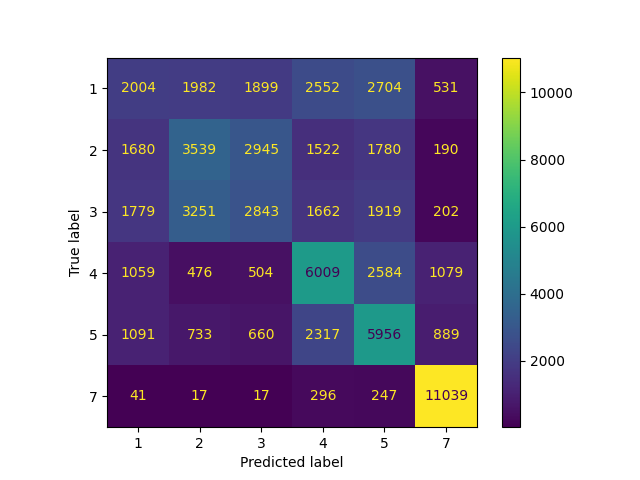 1 2004 1982 1899 2552 2704 531
2 1680 3539 2945 1522 1780 190
3 1779 3251 2843 1662 1919 202
4 1059 476 504 6009 2584 1079
5 1091 733 660 2317 5956 889
7 41 17 17 296 247 11039
1 2 3 4 5 7
Predicted label
True label
10000
8000
6000
4000
2000